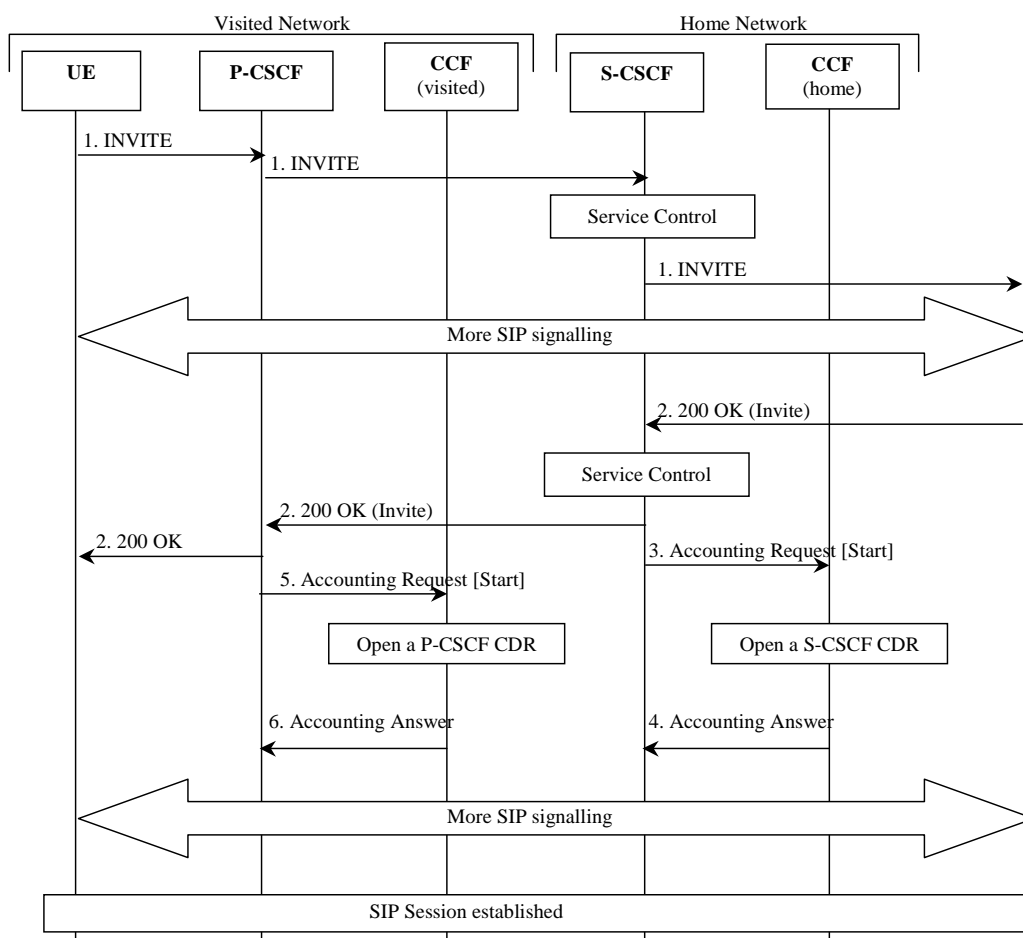 Visited Network
Home Network
UE
P-CSCF
CCF
(visited)
S-CSCF
CCF
(home)
1. INVITE
1. INVITE
Service Control
1. INVITE
More SIP signalling
2. 200 OK (Invite)
Service Control
2. 200 OK (Invite)
2. 200 OK
3. Accounting Request [Start]
5. Accounting Request [Start]
Open a P-CSCF CDR
Open a S-CSCF CDR
6. Accounting Answer
4. Accounting Answer
More SIP signalling
SIP Session established